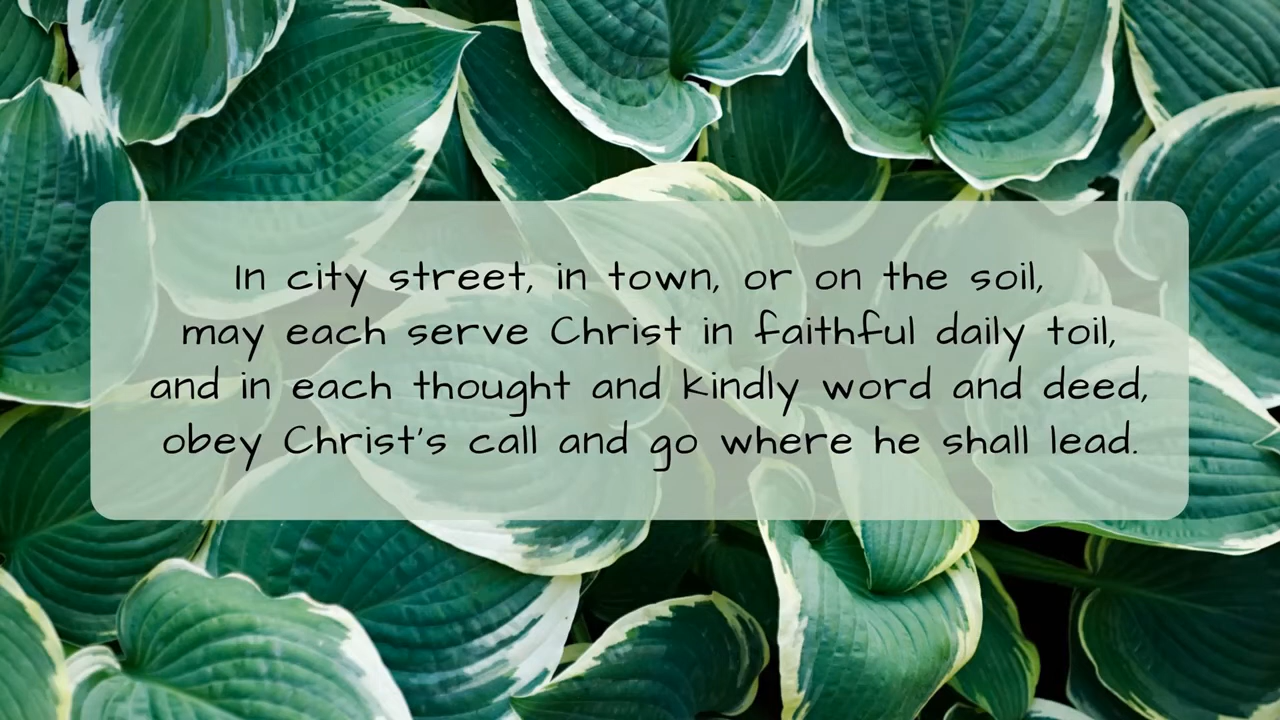 In city street, in town, or on the soil,
may each serve Christ in faithful daily toil,
and in each thought and kindly word and deed,
obey Christ's call and go where he shall lead.